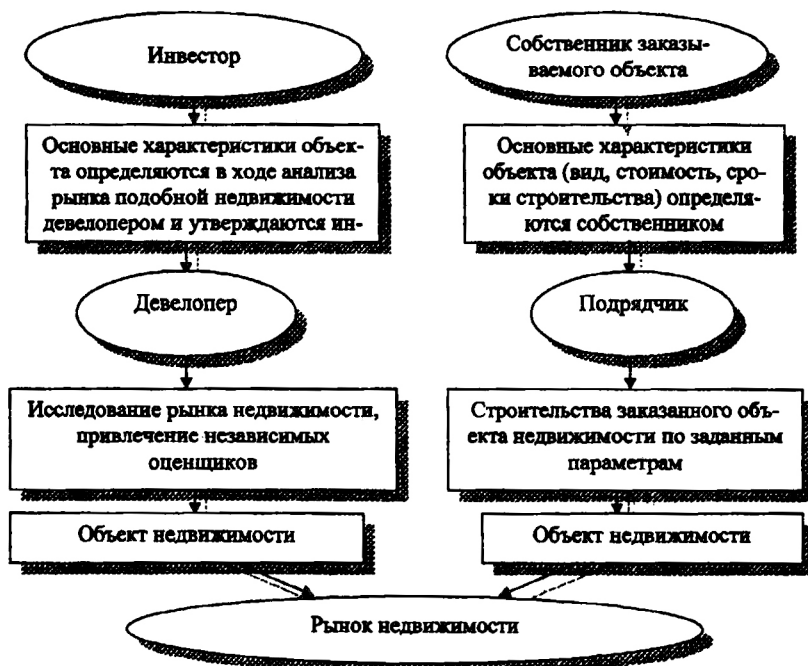 Инвестор
Основные характеристики объек-
та определяются в ходе анализа
рынка подобной недвижимости
девелопером и утверждаются ин-
Девелопер
Исследование рынка недвижимости,
привлечение независимых
оценщиков
Объект недвижимости
Собственник заказы-
ваемого объекта
Основные характеристики
объекта (вид, стоимость, сро-
ки строительства) определя-
ются собственником
Подрядчик
Строительства заказанного объ-
екта недвижимости по заданным
параметрам
Объект недвижимости
Рынок недвижимости